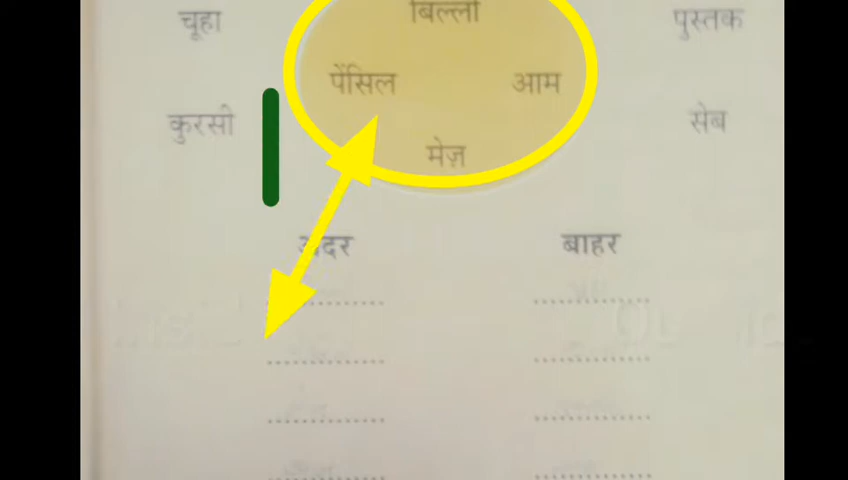 चूहा बिल्ली पुस्तक
पेंसिल आम
कुरसी सेब
मेज़
अंदर बाहर